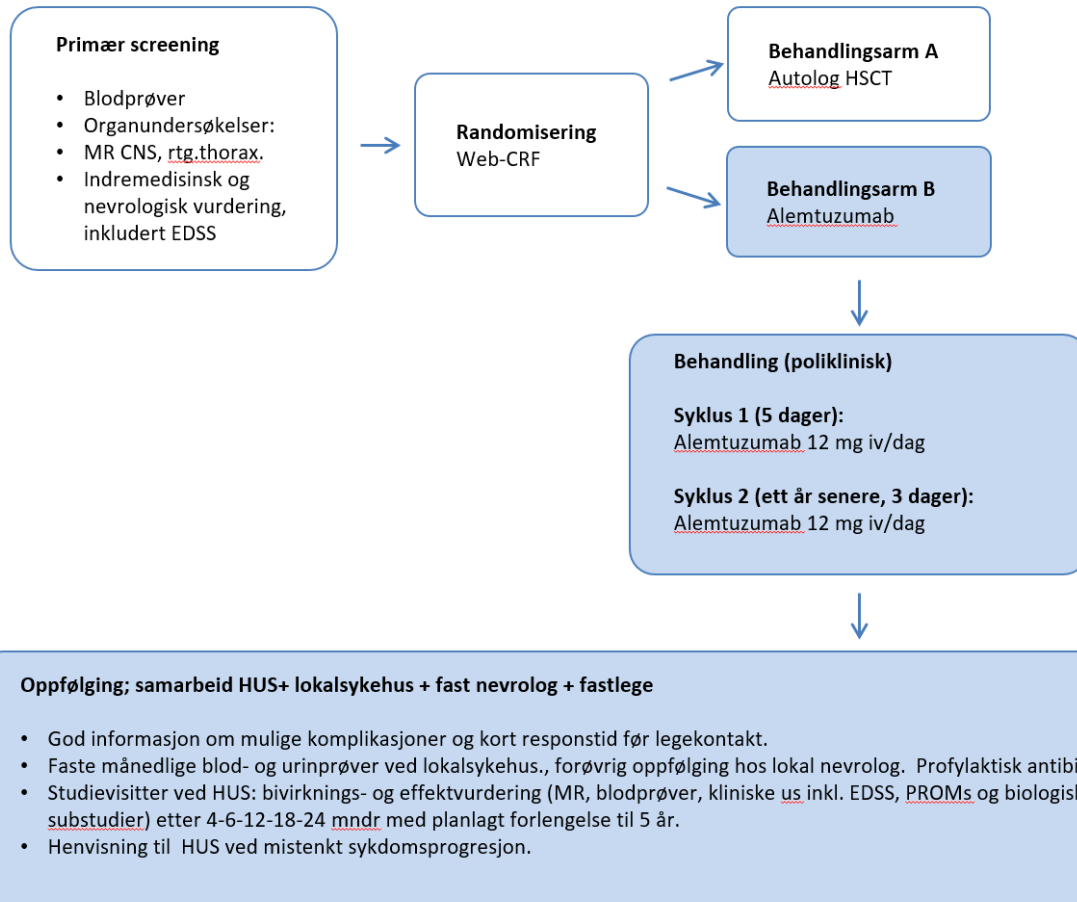 Primær screening
• Blodprøver
• Organundersøkelser:
• MR CNS, rtg.thorax.
• Indremedisinsk og
nevrologisk vurdering,
inkludert EDSS
Randomisering
Web-CRF
Behandlingsarm A
Autolog HSCT
Behandlingsarm B
Alemtuzumab
Behandling (poliklinisk)
Syklus 1 (5 dager):
Alemtuzumab 12 mg iv/dag
Syklus 2 (ett år senere, 3 dager):
Alemtuzumab 12 mg iv/dag
Oppfølging; samarbeid HUS+ lokalsykehus + fast nevrolog + fastlege
• God informasjon om mulige komplikasjoner og kort responstid før legekontakt.
• Faste månedlige blod- og urinprøver ved lokalsykehus., forøvrig oppfølging hos lokal nevrolog.  Profylaktisk antibi
• Studievisitter ved HUS: bivirknings- og effektvurdering (MR, blodprøver, kliniske us inkl. EDSS, PROMs og biologisk
substudier) etter 4-6-12-18-24 mndr med planlagt forlengelse til 5 år.
• Henvisning til  HUS ved mistenkt sykdomsprogresjon.